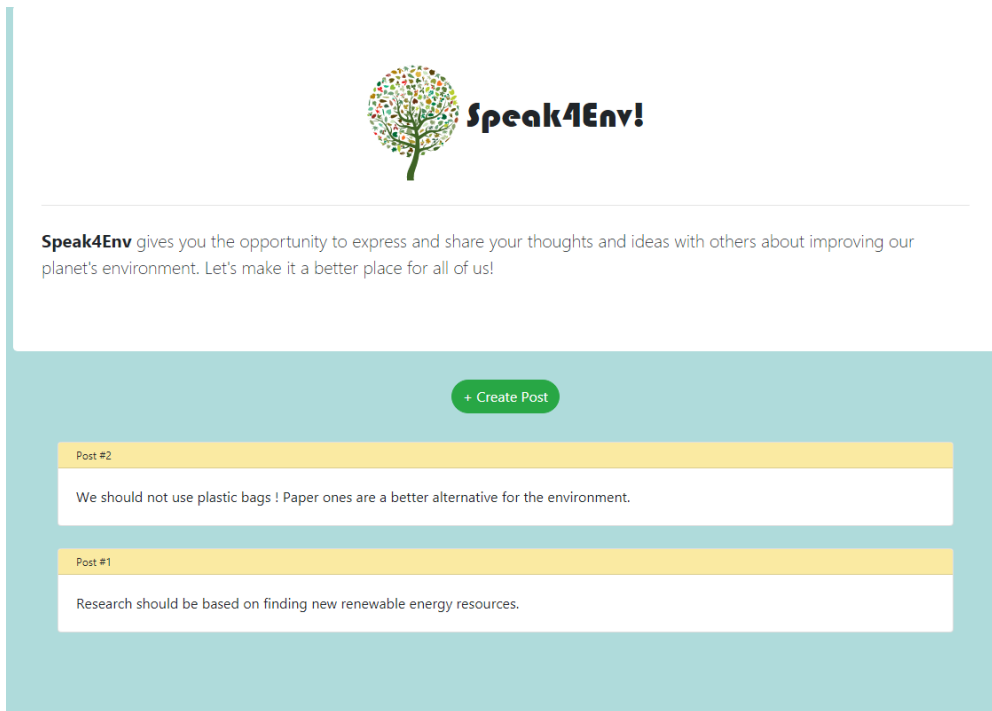 Speak4Env!
Speak4Env gives you the opportunity to express and share your thoughts and ideas with others about improving our
planet's environment. Let's make it a better place for all of us!
+ Create Post
Post #2
We should not use plastic bags ! Paper ones are a better alternative for the environment.
Post #1
Research should be based on finding new renewable energy resources.